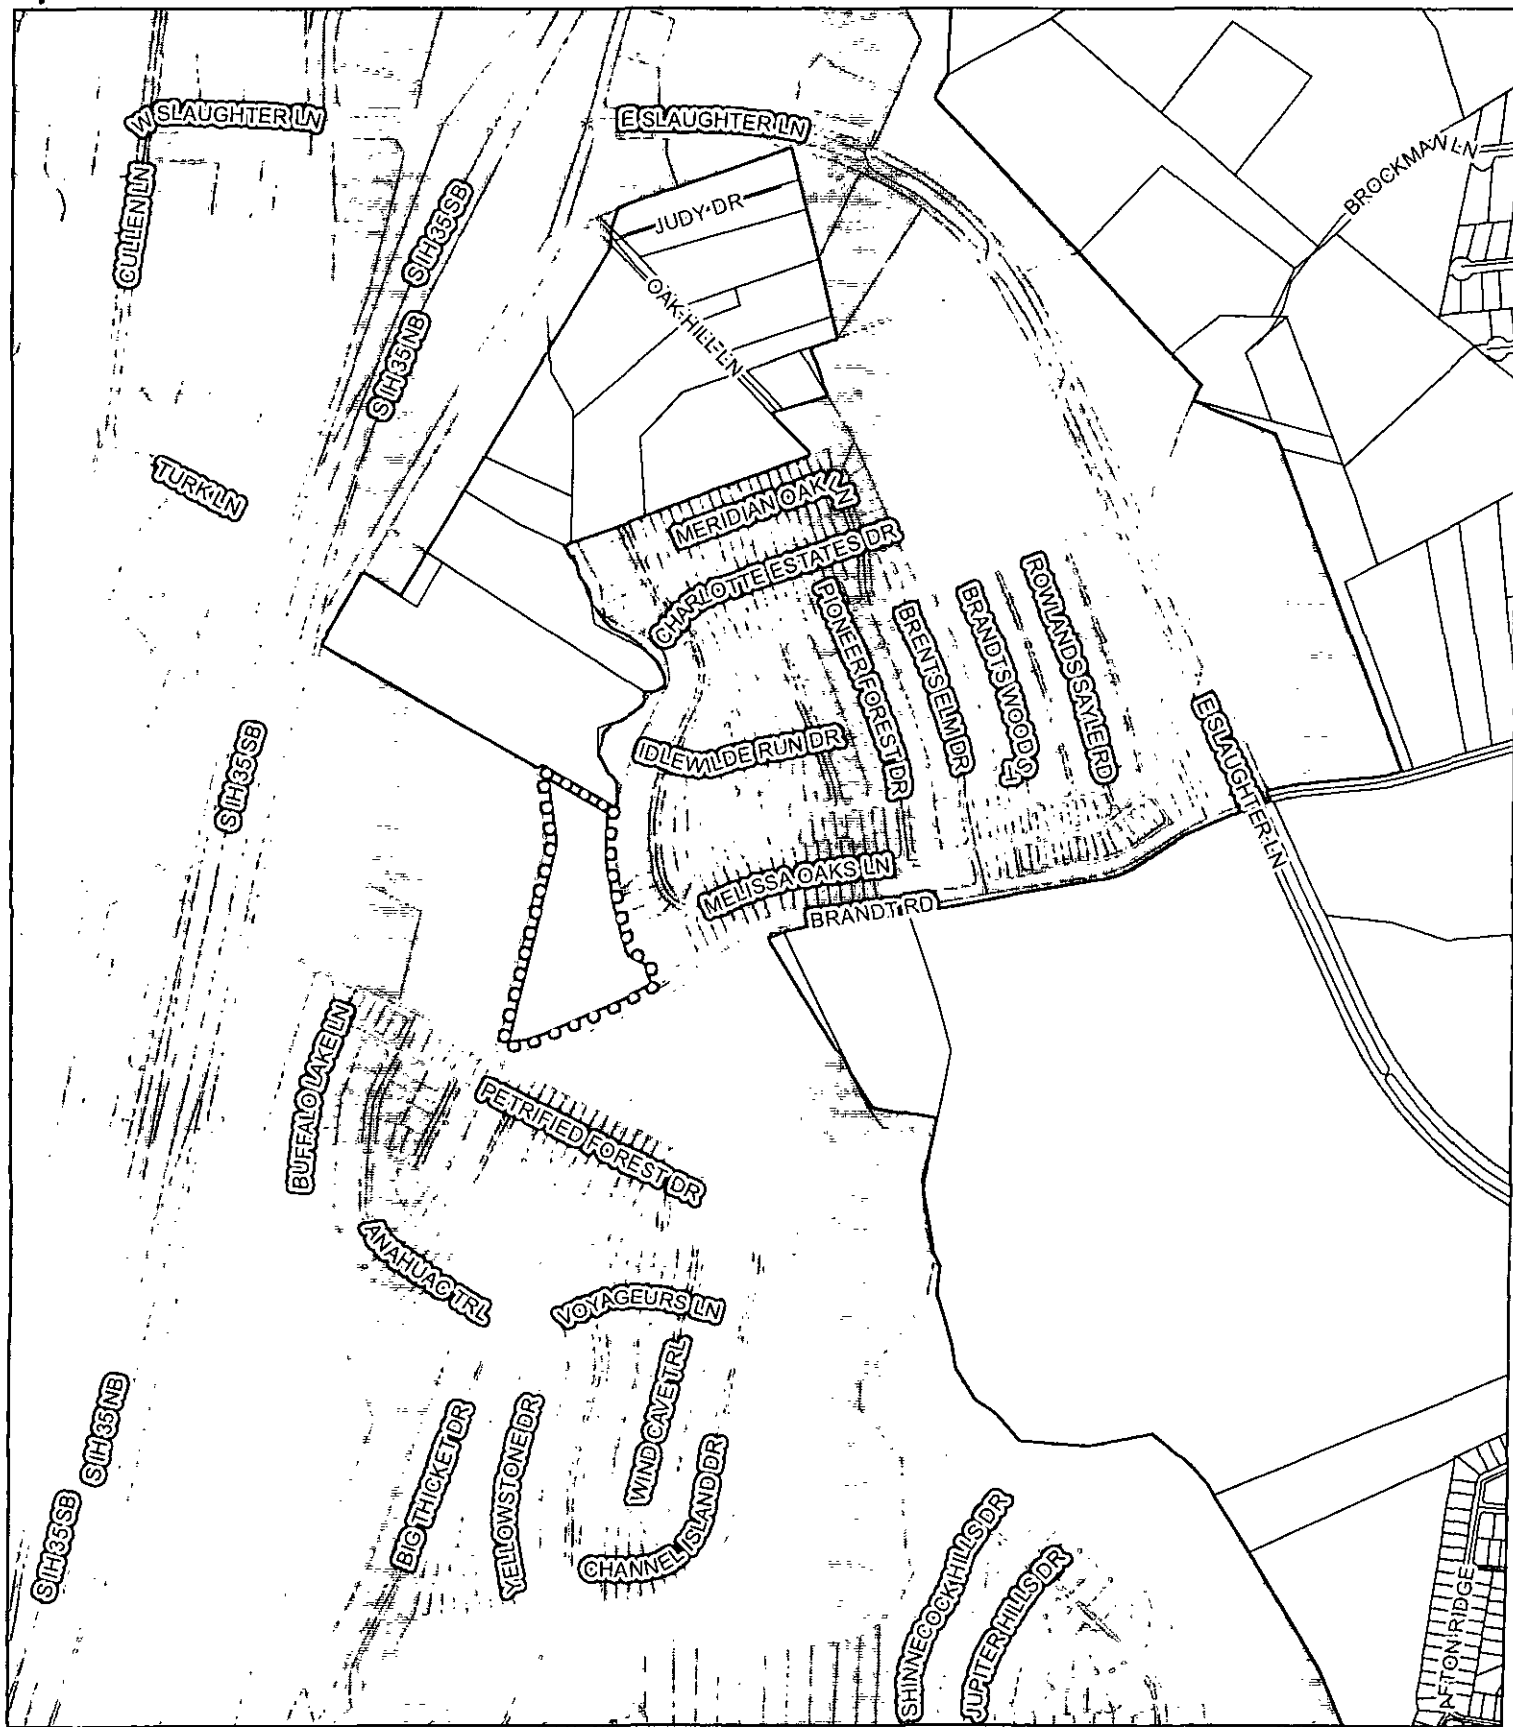 W SLAUGHTER LN
E SLAUGHTER LN
CULLEN LN
S IH 35 SB
S IH 35 NB
JUDY DR
OAK HILL LN
BROCKMAN LN
TURK LN
MERIDIAN OAK LN
CHARLOTTE ESTATES DR
PIONEER FOREST DR
BRENTS ELM DR
BRANDTS WOOD ST
ROWLANDS SAYLE RD
IDLEWILDE RUN DR
E SLAUGHTER LN
S IH 35 SB
MELISSA OAKS LN
BRANDT RD
BUFFALO LAKE LN
PETRIFIED FOREST DR
ANAHUAC TRL
VOYAGEURS LN
WIND CAVE TRL
S IH 35 NB
BIG THICKET DR
YELLOWSTONE DR
CHANNEL ISLAND DR
S IH 35 SB
SHINNECOCK HILLS DR
JUPITER HILLS DR
AFTON RIDGE